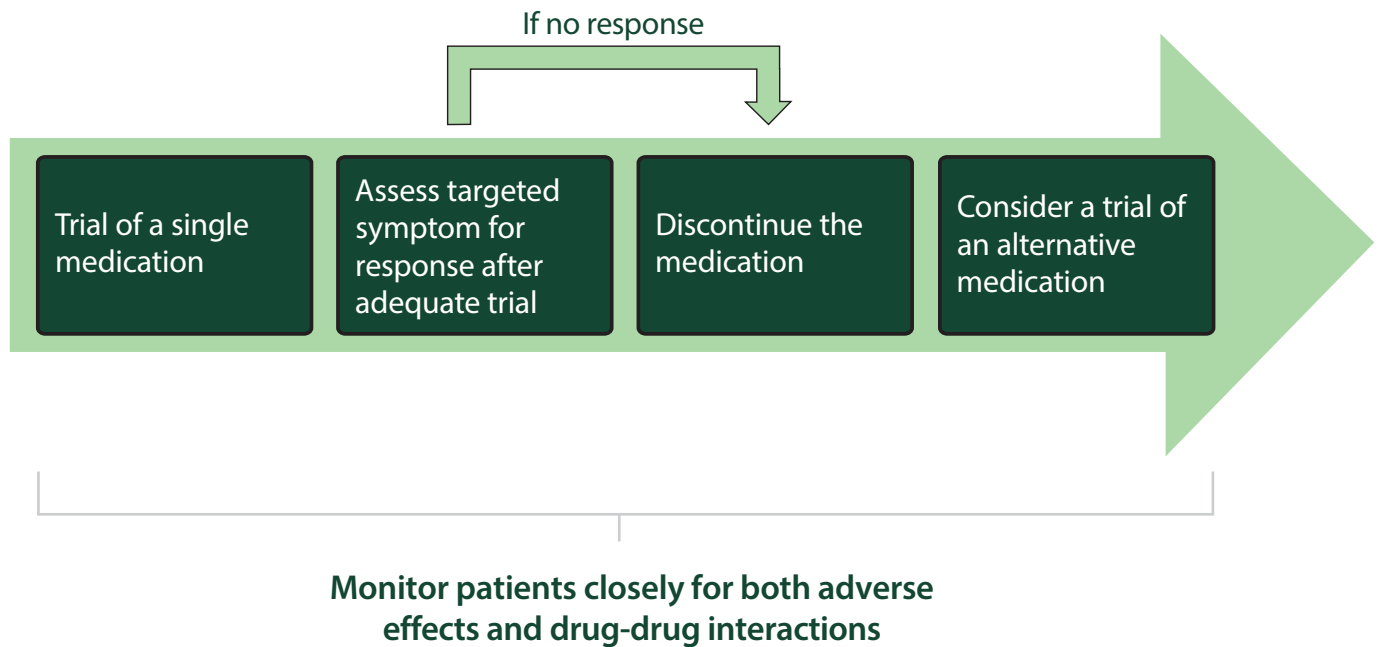 If no response
Trial of a single
medication
Assess targeted
symptom for
response after
adequate trial
Discontinue the
medication
Consider a trial of
an alternative
medication
Monitor patients closely for both adverse
effects and drug-drug interactions